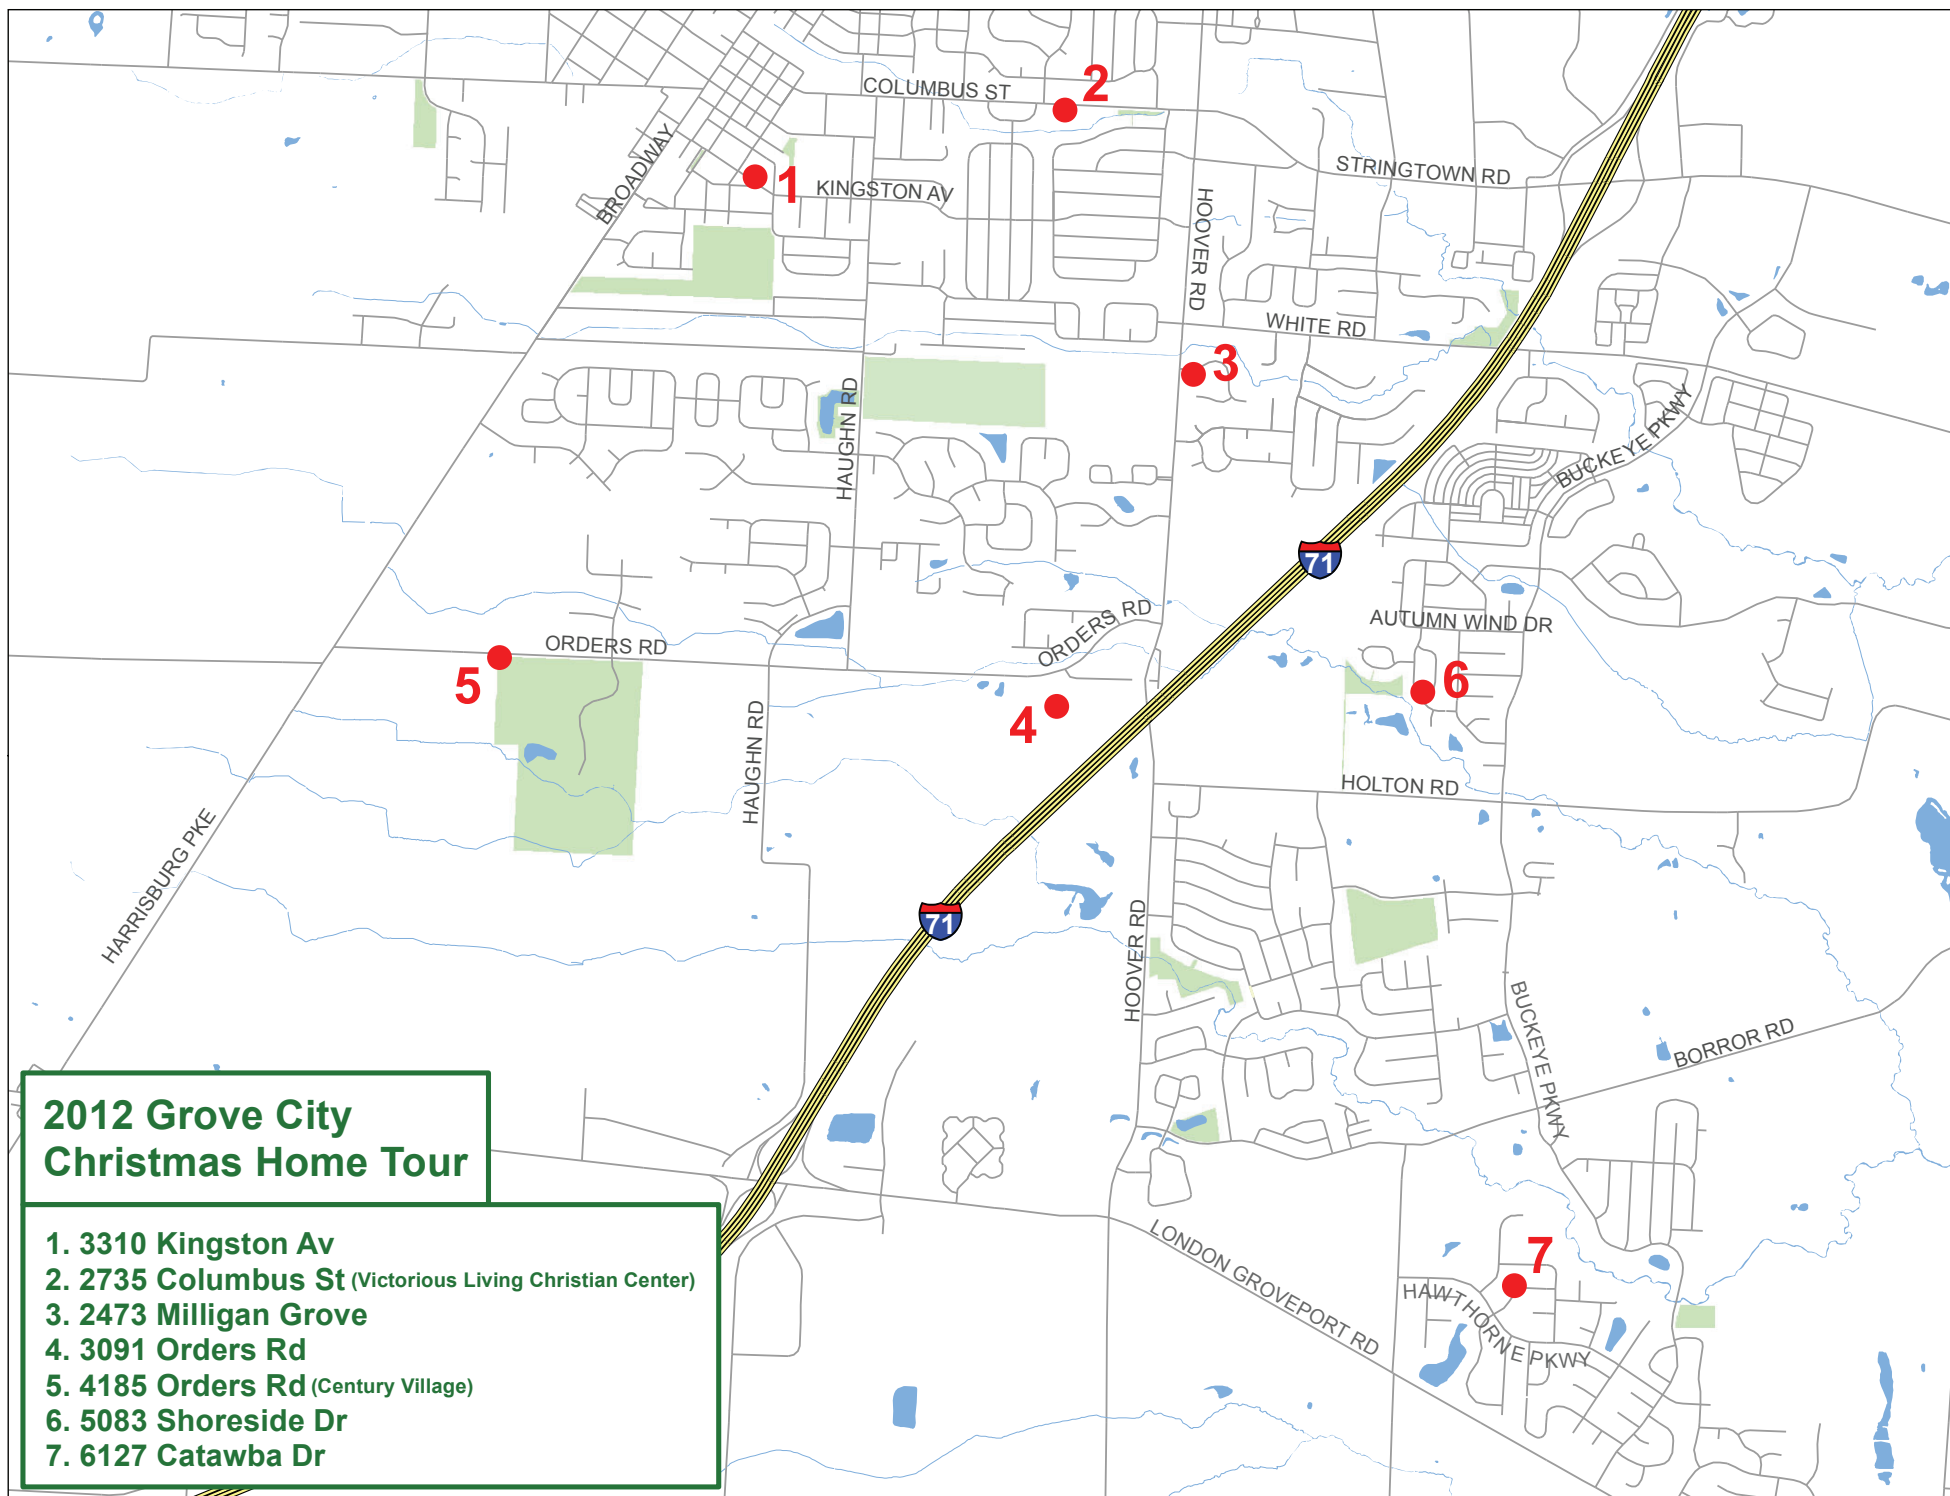 COLUMBUS ST
2
BROADWAY
1
KINGSTON AV
STRINGTOWN RD
HOOVER RD
WHITE RD
3
HAUGHN RD
BUCKEYE PKWY
71
ORDERS RD
AUTUMN WIND DR
ORDERS RD
5
6
4
HAUGHN RD
HOLTON RD
HARRISBURG PKE
71
HOOVER RD
BUCKEYE PKWY
BORROR RD
LONDON GROVEPORT RD
7
HAWTHORNE PKWY
2012 Grove City
Christmas Home Tour
1. 3310 Kingston Av
2. 2735 Columbus St (Victorious Living Christian Center)
3. 2473 Milligan Grove
4. 3091 Orders Rd
5. 4185 Orders Rd (Century Village)
6. 5083 Shoreside Dr
7. 6127 Catawba Dr